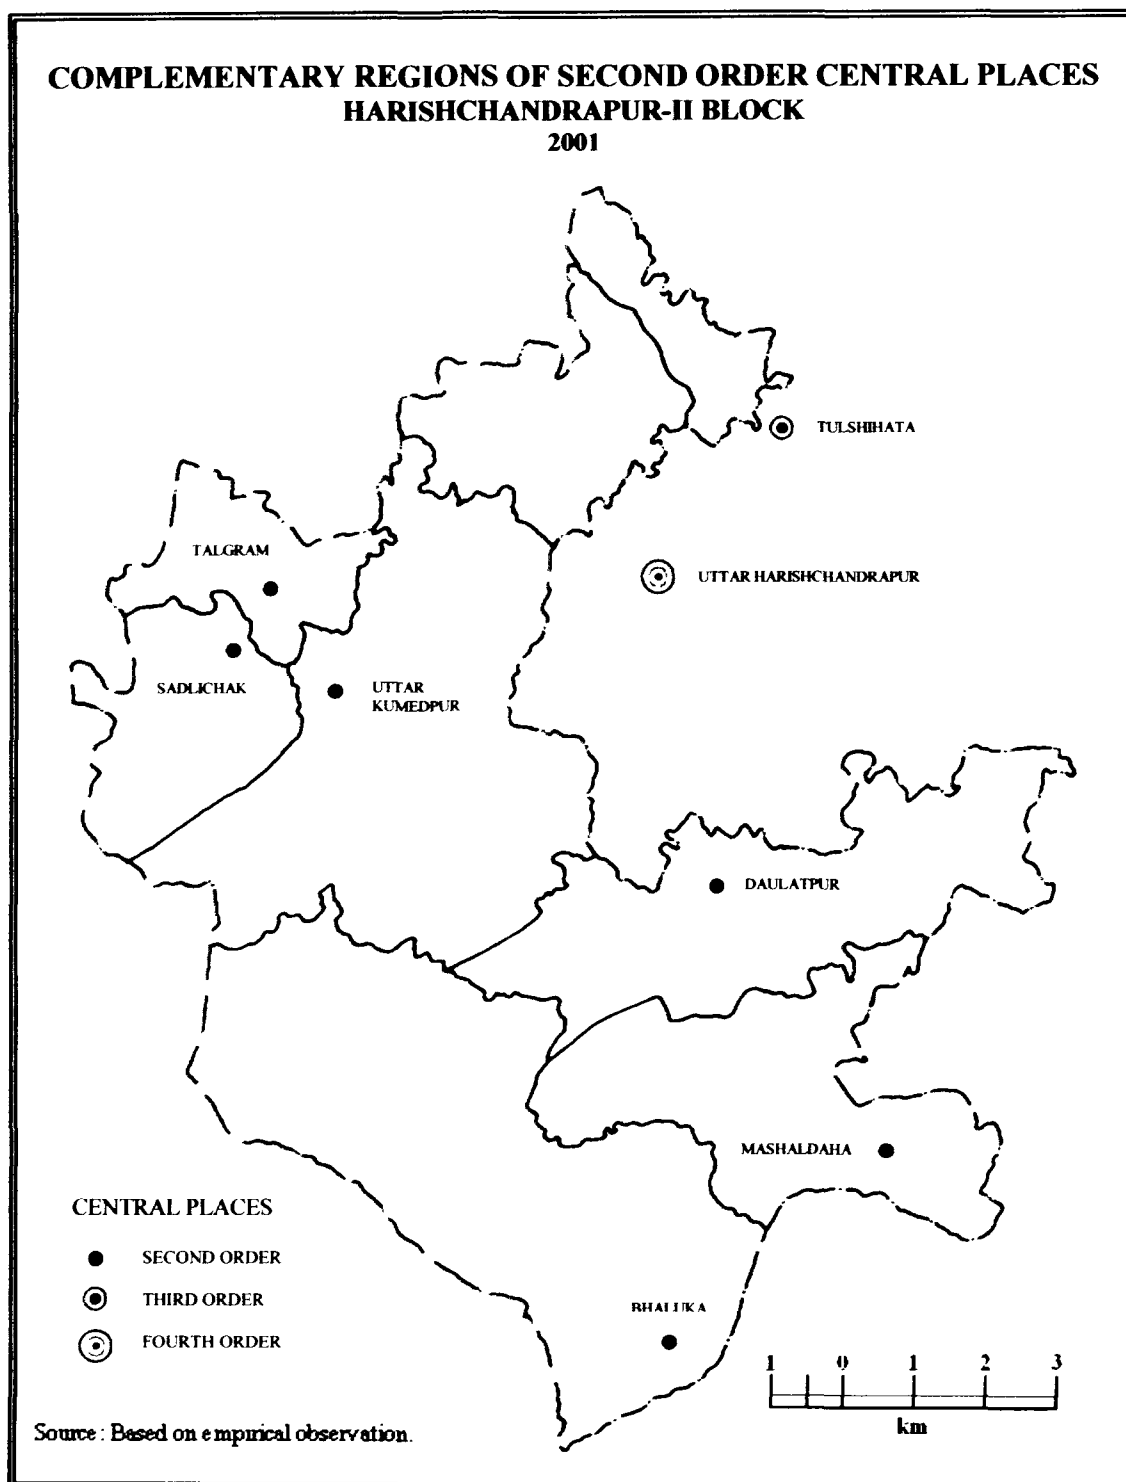 COMPLEMENTARY REGIONS OF SECOND ORDER CENTRAL PLACES
HARISHCHANDRAPUR-II BLOCK
2001
TULSHIHATA
TALGRAM
UTTAR HARISHCHANDRAPUR
SADLICHAK
UTTAR
KUMEDPUR
DAULATPUR
MASHALDAHA
CENTRAL PLACES
SECOND ORDER
THIRD ORDER
FOURTH ORDER
BHALUKA
1 0 1 2 3
km
Source : Based on empirical observation.